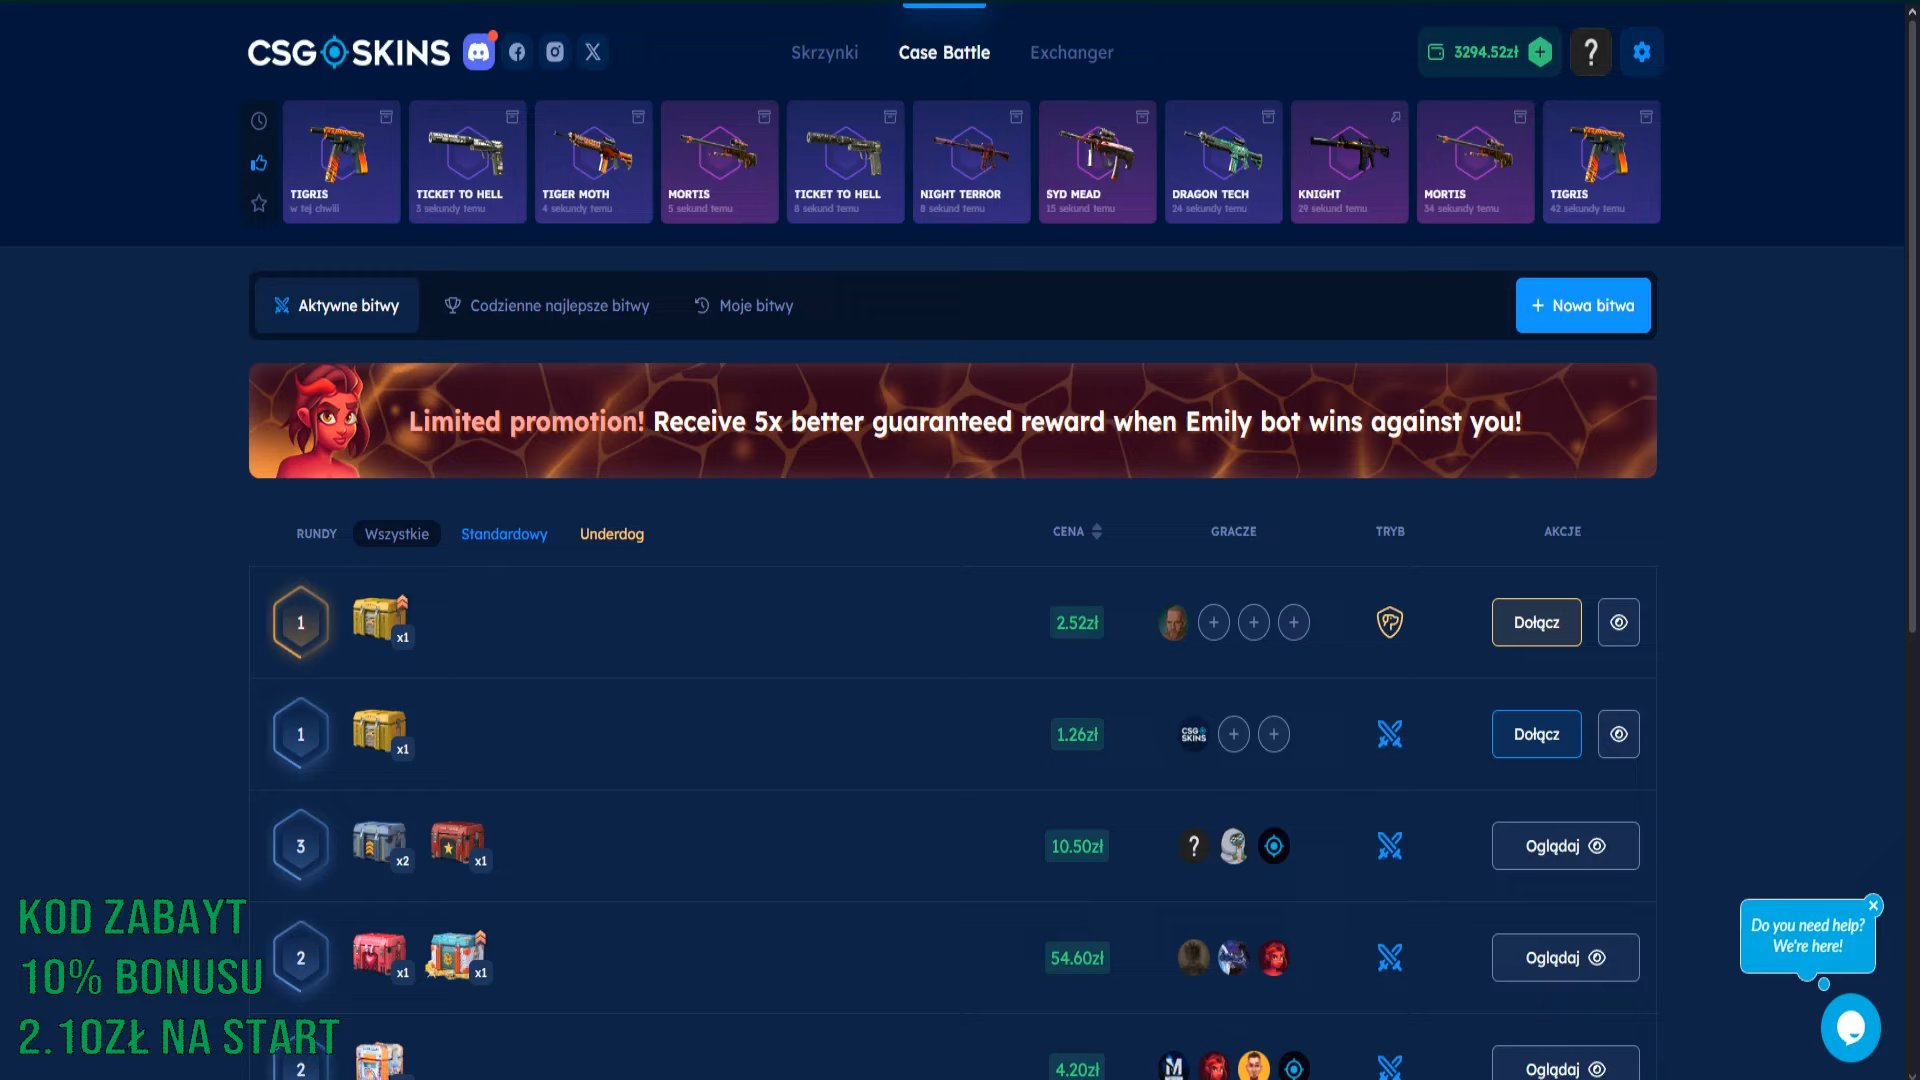 CSGOSKINS
Skrzynki
Case Battle
Exchanger
3294.52zł
?
TIGRIS
w tej chwili
TICKET TO HELL
3 sekundy temu
TIGER MOTH
4 sekundy temu
MORTIS
5 sekund temu
TICKET TO HELL
8 sekund temu
NIGHT TERROR
8 sekund temu
SYD MEAD
15 sekund temu
DRAGON TECH
24 sekundy temu
KNIGHT
29 sekund temu
MORTIS
34 sekundy temu
TIGRIS
42 sekundy temu
Aktywne bitwy
Codzienne najlepsze bitwy
Moje bitwy
+ Nowa bitwa
Limited promotion! Receive 5x better guaranteed reward when Emily bot wins against you!
RUNDY
Wszystkie
Standardowy
Underdog
CENA
GRACZE
TRYB
AKCJE
1
x1
2.52zł
Dołącz
1
x1
1.26zł
CSGO SKINS
Dołącz
3
x2
x1
10.50zł
?
Oglądaj
2
x1
x1
54.60zł
Oglądaj
2
4.20zł
Oglądaj
KOD ZABAYT
10% BONUSU
2.10ZŁ NA START
Do you need help?
We're here!